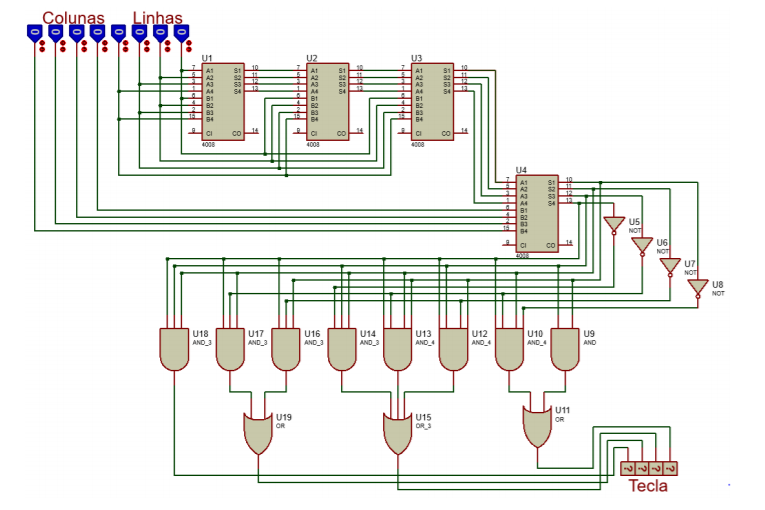 Colunas Linhas
0 0 0 0 0 0 0 0
U1 U2 U3
7 A1 S1 10 7 A1 S1 10 7 A1 S1 10
5 A2 S2 11 5 A2 S2 11 5 A2 S2 11
3 A3 S3 12 3 A3 S3 12 3 A3 S3 12
1 A4 S4 13 1 A4 S4 13 1 A4 S4 13
6 B1 6 B1 6 B1
4 B2 4 B2 4 B2
2 B3 2 B3 2 B3
15 B4 15 B4 15 B4
9 CI CO 14 9 CI CO 14 9 CI CO 14
4008 4008 4008
U4
7 A1 S1 10
5 A2 S2 11
3 A3 S3 12
1 A4 S4 13
6 B1
4 B2
2 B3
15 B4
9 CI CO 14
4008
U5
NOT
U6
NOT
U7
NOT
U8
NOT
U18 U17 U16 U14 U13 U12 U10 U9
AND_3 AND_3 AND_3 AND_3 AND_4 AND_4 AND_4 AND
U19 U15 U11
OR OR_3 OR
? ? ? ?
Tecla